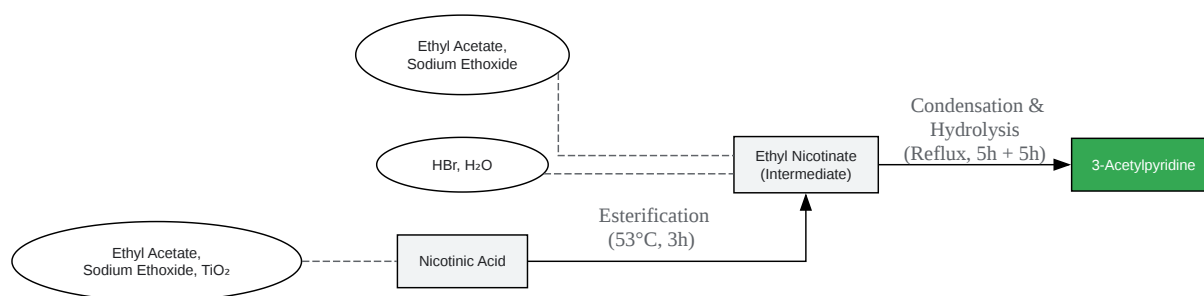 Ethyl Acetate,
Sodium Ethoxide
Condensation &
Hydrolysis
(Reflux, 5h + 5h)
HBr, H₂O
Ethyl Nicotinate
(Intermediate)
3-Acetylpyridine
Esterification
(53°C, 3h)
Ethyl Acetate,
Sodium Ethoxide, TiO₂
Nicotinic Acid